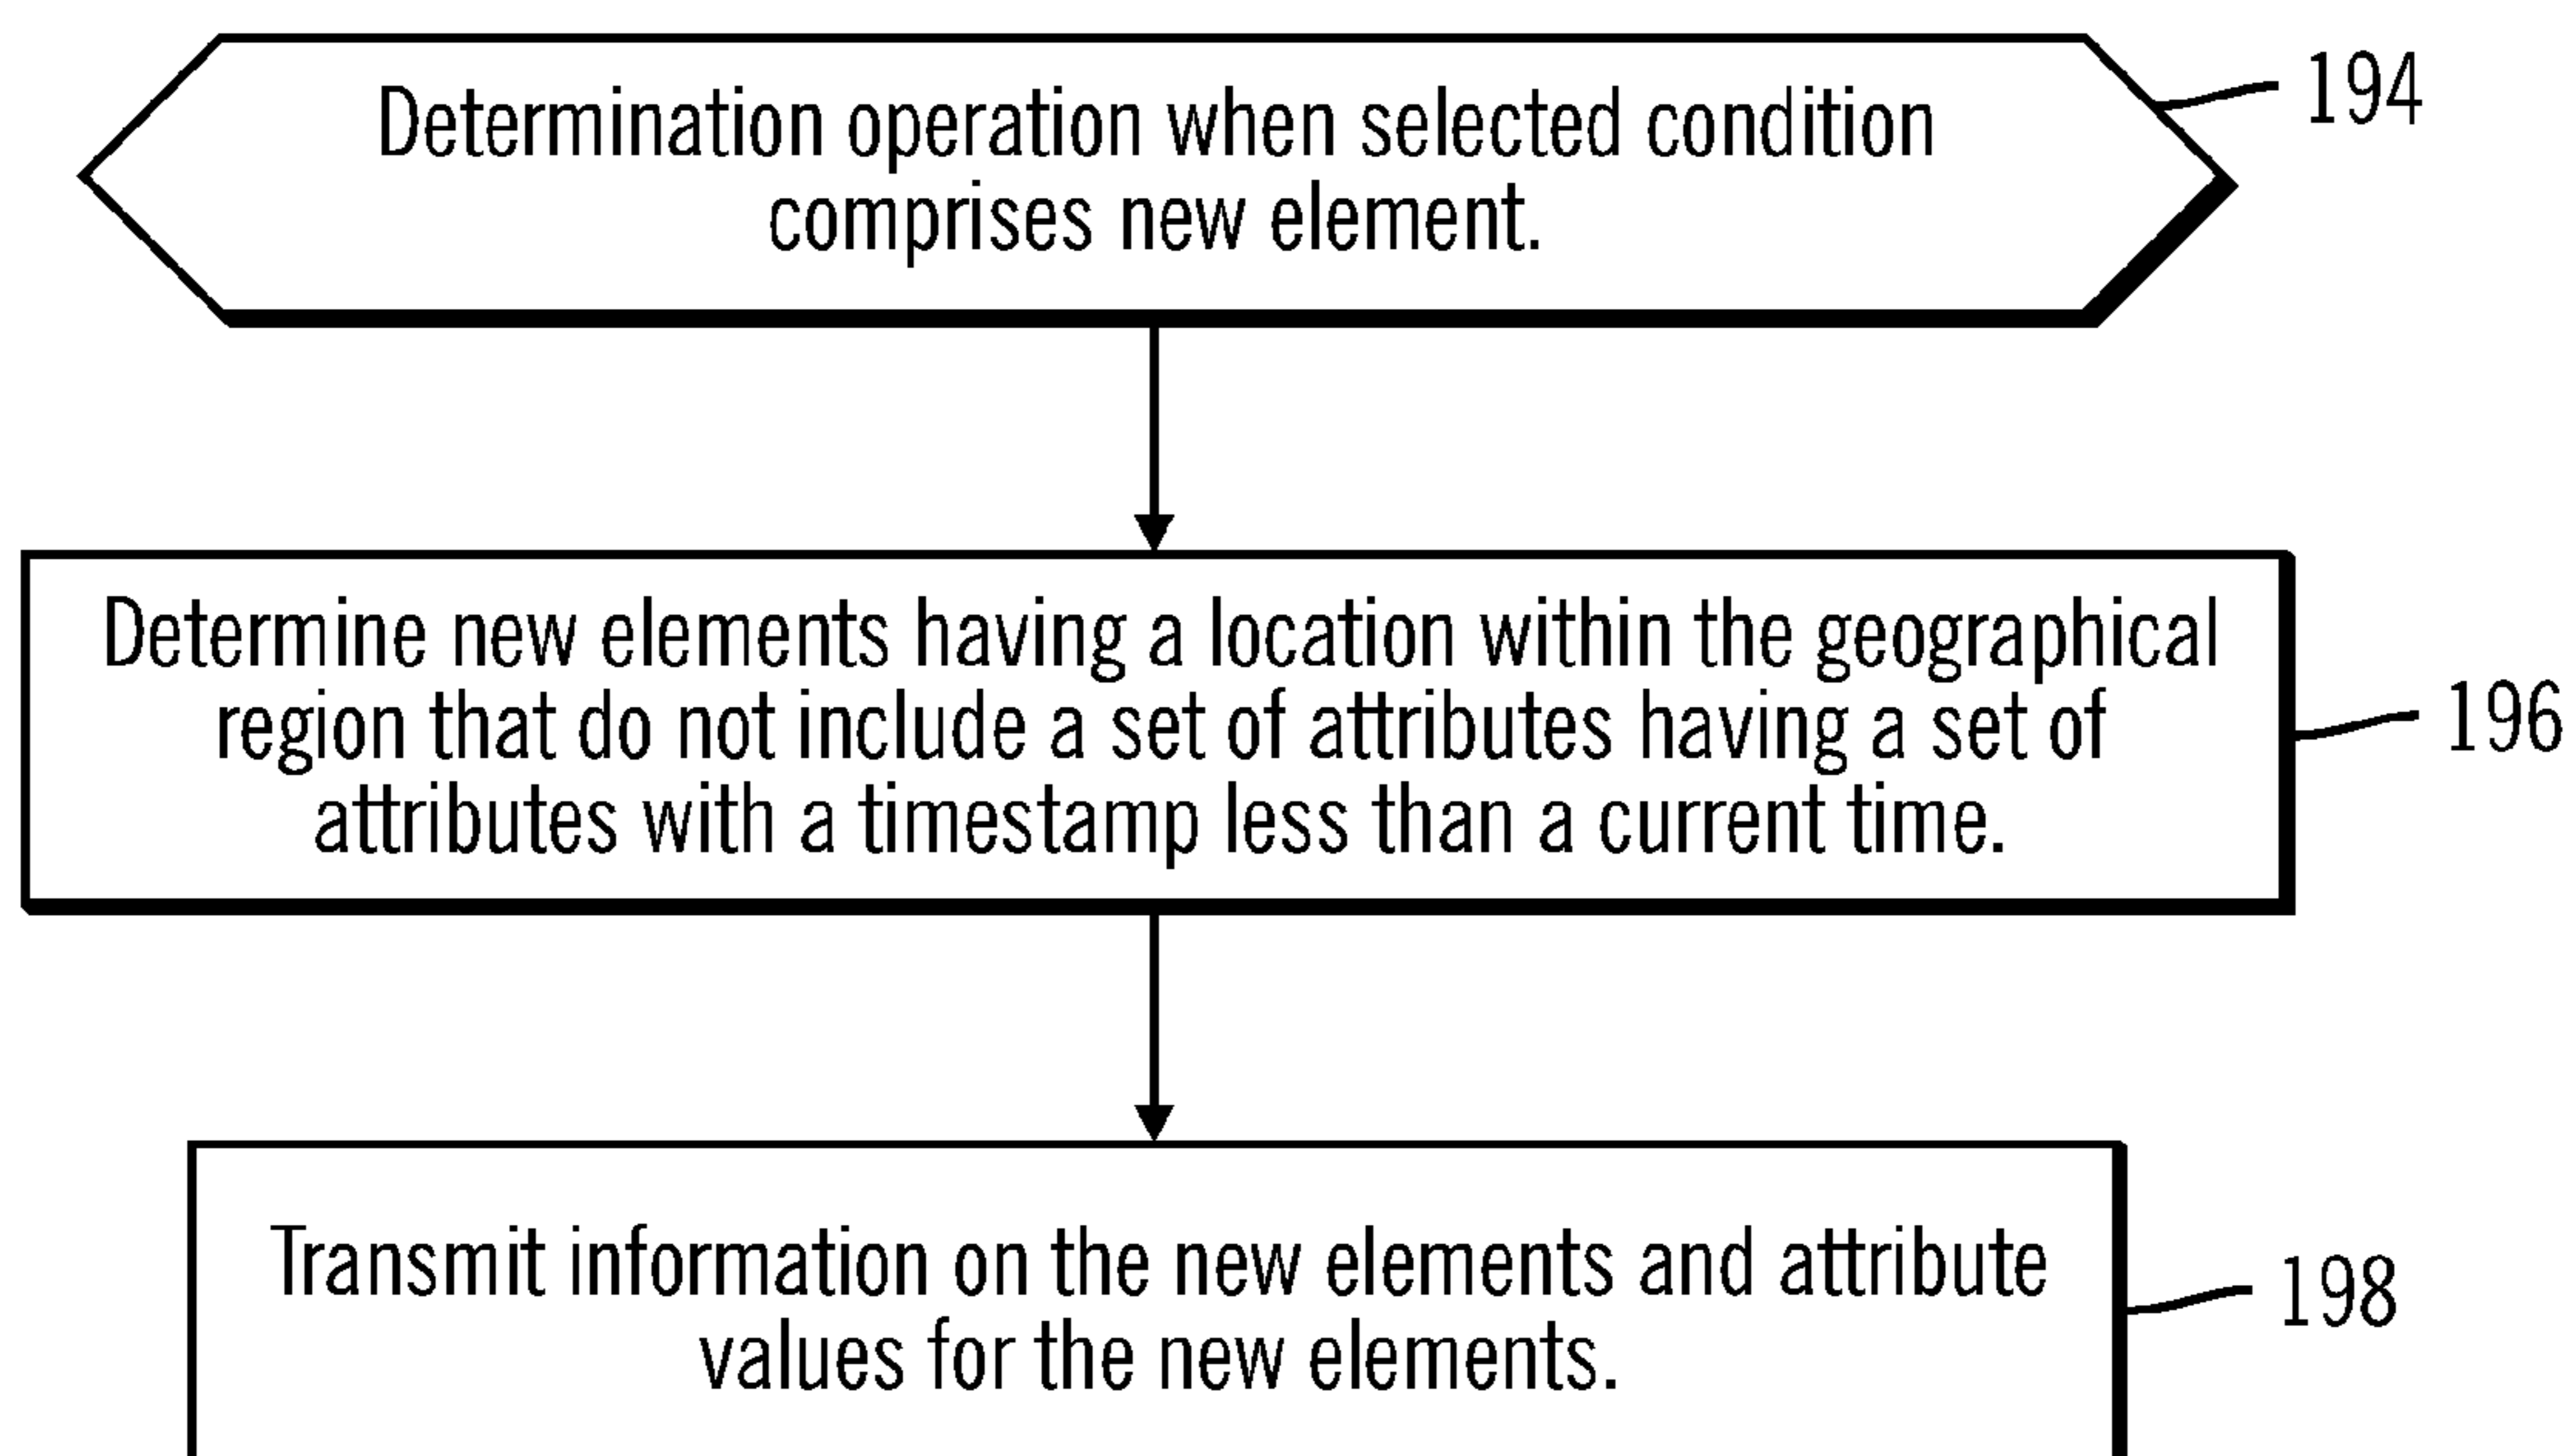 Determination operation when selected condition
comprises new element.
194
Determine new elements having a location within the geographical
region that do not include a set of attributes having a set of
attributes with a timestamp less than a current time.
196
Transmit information on the new elements and attribute
values for the new elements.
198